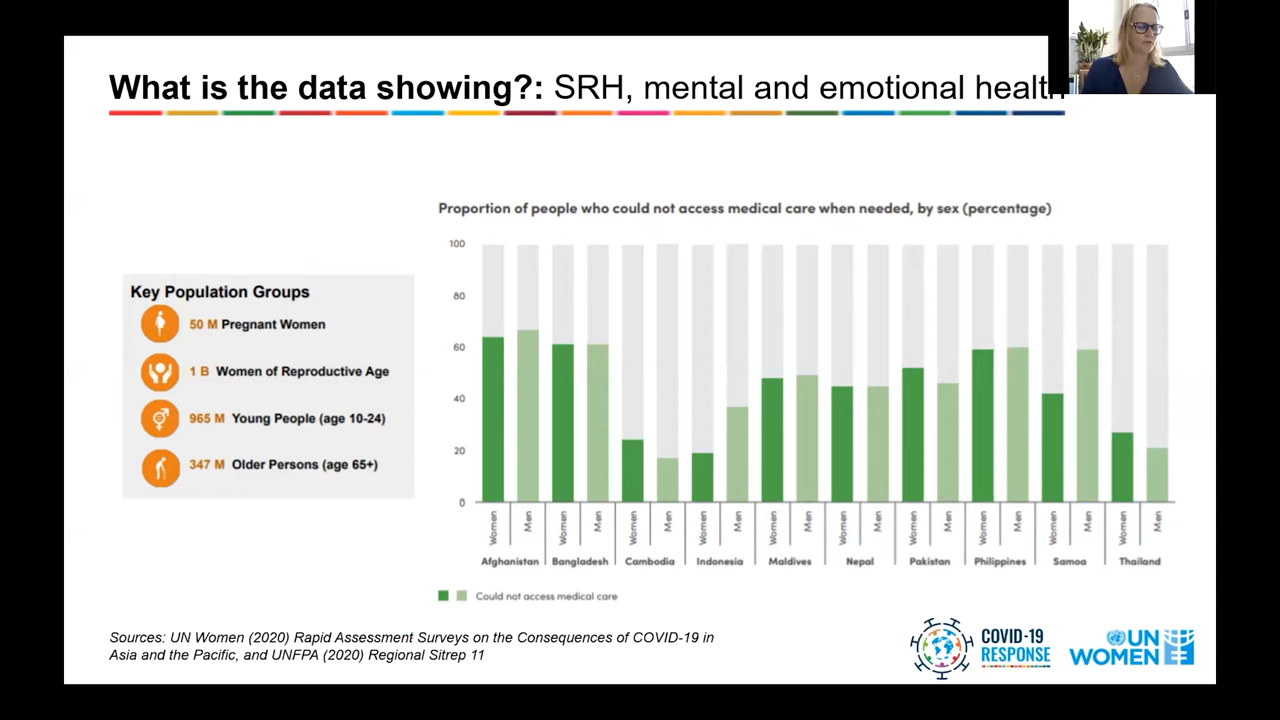 What is the data showing?: SRH, mental and emotional health
Proportion of people who could not access medical care when needed, by sex (percentage)
Key Population Groups
50 M Pregnant Women
1 B Women of Reproductive Age
965 M Young People (age 10-24)
347 M Older Persons (age 65+)
100
80
60
40
20
0
Women Men Women Men Women Men Women Men Women Men Women Men Women Men Women Men Women Men Women Men
Afghanistan Bangladesh Cambodia Indonesia Maldives Nepal Pakistan Philippines Samoa Thailand
Could not access medical care
Sources: UN Women (2020) Rapid Assessment Surveys on the Consequences of COVID-19 in
Asia and the Pacific, and UNFPA (2020) Regional Sitrep 11
COVID-19
RESPONSE
UN
WOMEN